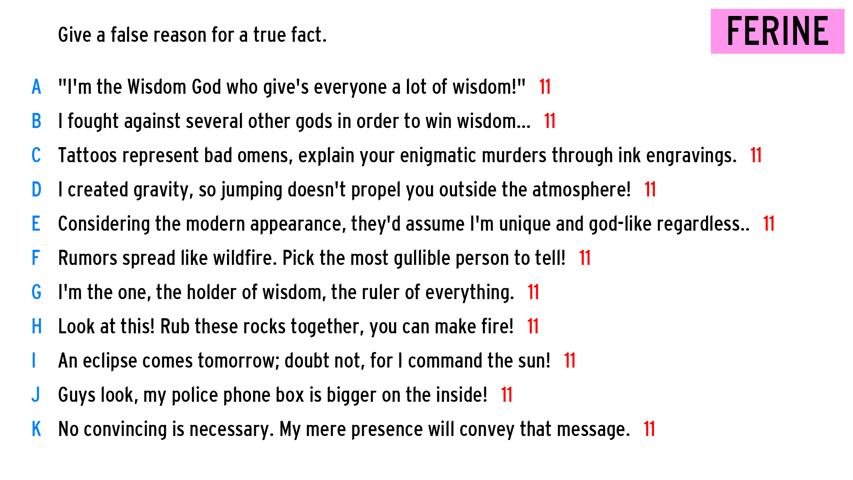 Give a false reason for a true fact.
FERINE
A "I'm the Wisdom God who give's everyone a lot of wisdom!" 11
B I fought against several other gods in order to win wisdom... 11
C Tattoos represent bad omens, explain your enigmatic murders through ink engravings. 11
D I created gravity, so jumping doesn't propel you outside the atmosphere! 11
E Considering the modern appearance, they'd assume I'm unique and god-like regardless.. 11
F Rumors spread like wildfire. Pick the most gullible person to tell! 11
G I'm the one, the holder of wisdom, the ruler of everything. 11
H Look at this! Rub these rocks together, you can make fire! 11
I An eclipse comes tomorrow; doubt not, for I command the sun! 11
J Guys look, my police phone box is bigger on the inside! 11
K No convincing is necessary. My mere presence will convey that message. 11